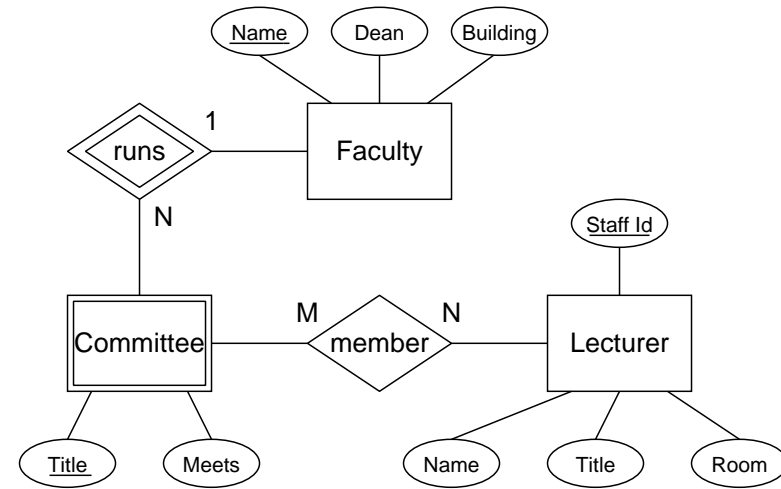 Name
Dean
Building
1
runs
Faculty
N
Staff Id
M
N
Committee
member
Lecturer
Title
Meets
Name
Title
Room